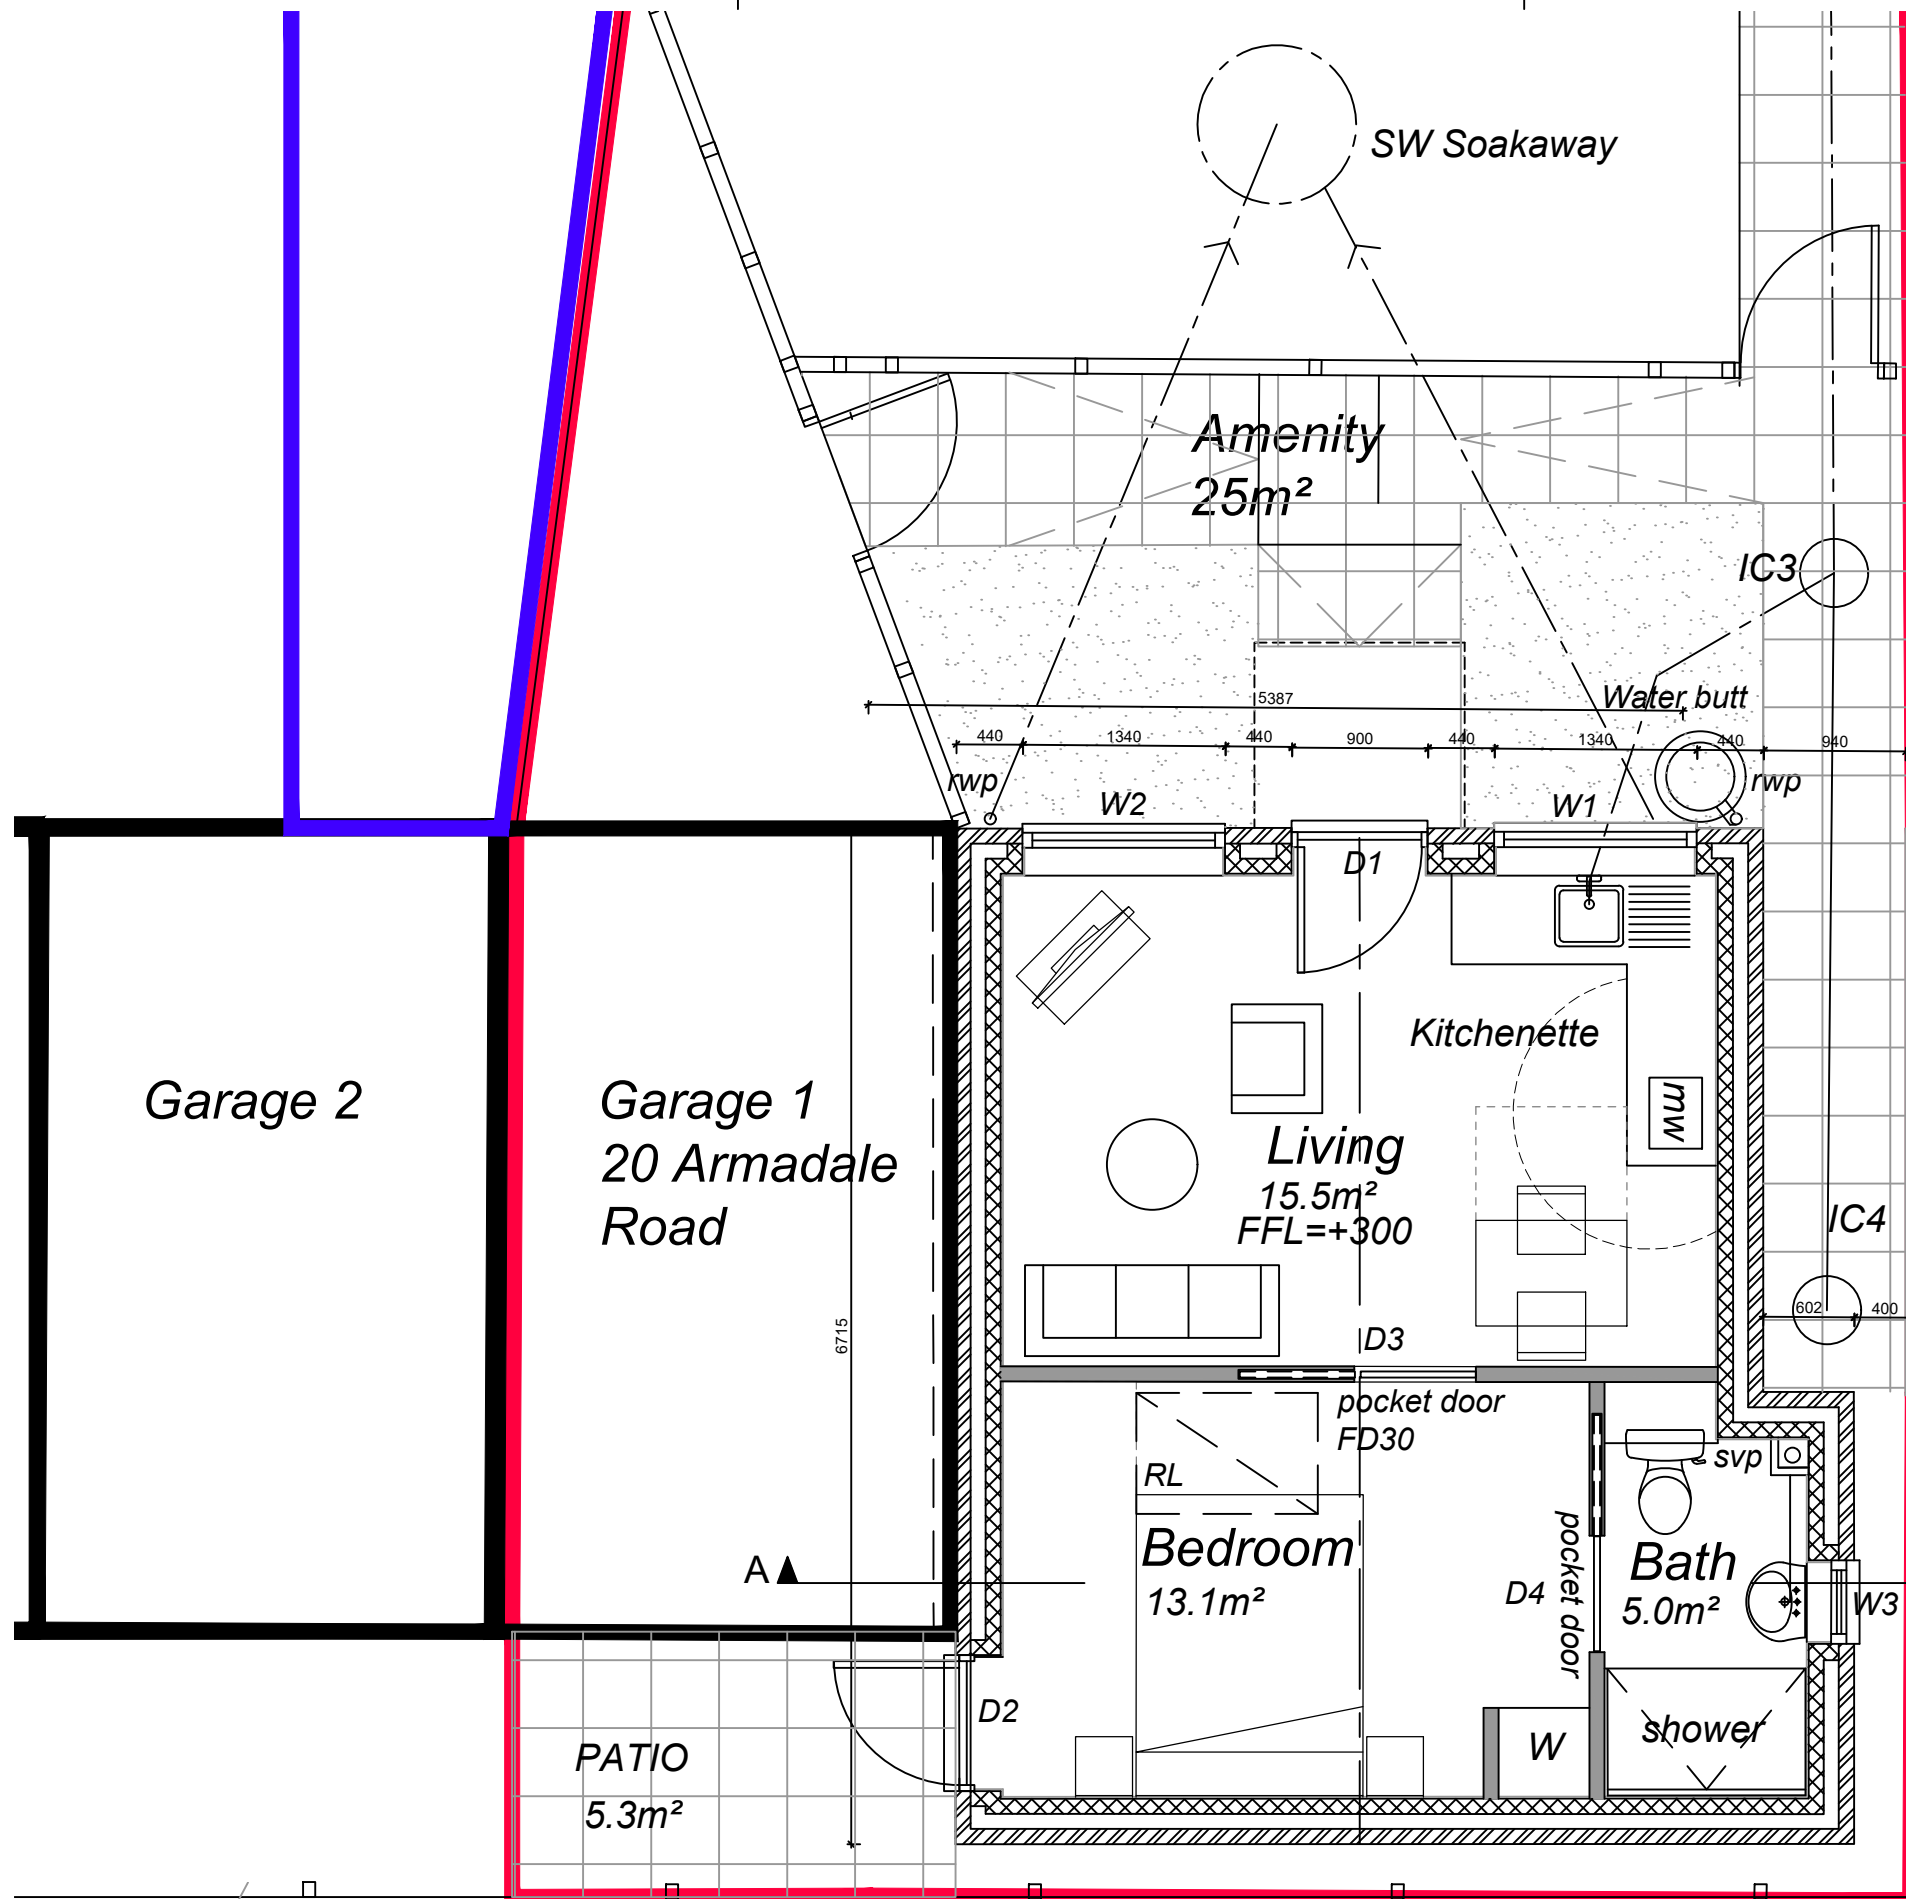 SW Soakaway
Amenity
25m²
IC3
5387
Water butt
440
1340
440
900
440
1340
440
940
rwp
rwp
W2
W1
D1
Kitchenette
Garage 2
Garage 1
20 Armadale
Road
mw
Living
15.5m²
FFL=+300
IC4
602
400
6715
D3
pocket door
FD30
svp
RL
Bedroom
13.1m²
A
D4
pocket door
Bath
5.0m²
W3
D2
PATIO
5.3m²
W
shower